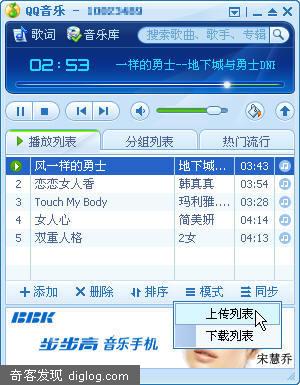 QQ音乐 -
歌词 音乐库 搜索歌曲、歌手、专辑
02:53 一样的勇士--地下城与勇士DNI
播放列表 分组列表 热门流行
风一样的勇士 地下城... 03:43
2 恋恋女人香 韩真真 03:54
3 Touch My Body 玛利雅.... 03:28
4 女人心 简美妍 04:14
5 双重人格 2女 04:13
添加 删除 排序 模式 同步
上传列表
下载列表
BBK
步步高 音乐手机
宋慧乔
奇客发现 diglog.com